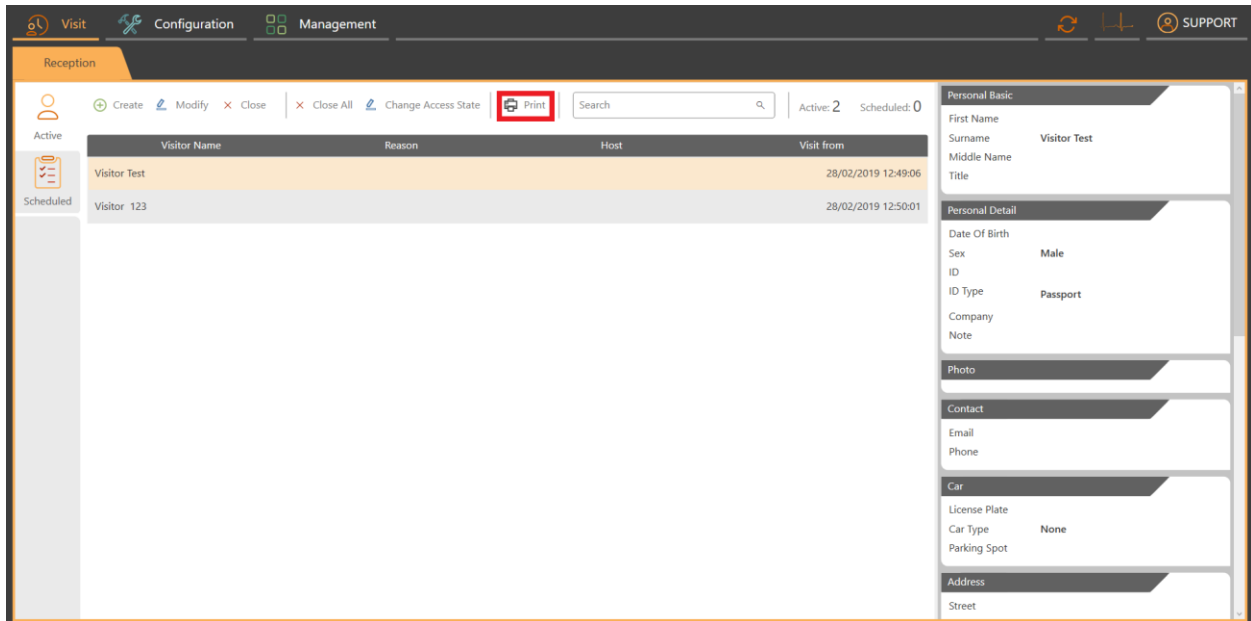 Visit Configuration Management SUPPORT
Reception
Active
Scheduled
Create Modify Close Close All Change Access State Print Search Active: 2 Scheduled: 0
Visitor Name Reason Host Visit from
Visitor Test 28/02/2019 12:49:06
Visitor 123 28/02/2019 12:50:01
Personal Basic
First Name
Surname Visitor Test
Middle Name
Title
Personal Detail
Date Of Birth
Sex Male
ID
ID Type Passport
Company
Note
Photo
Contact
Email
Phone
Car
License Plate
Car Type None
Parking Spot
Address
Street